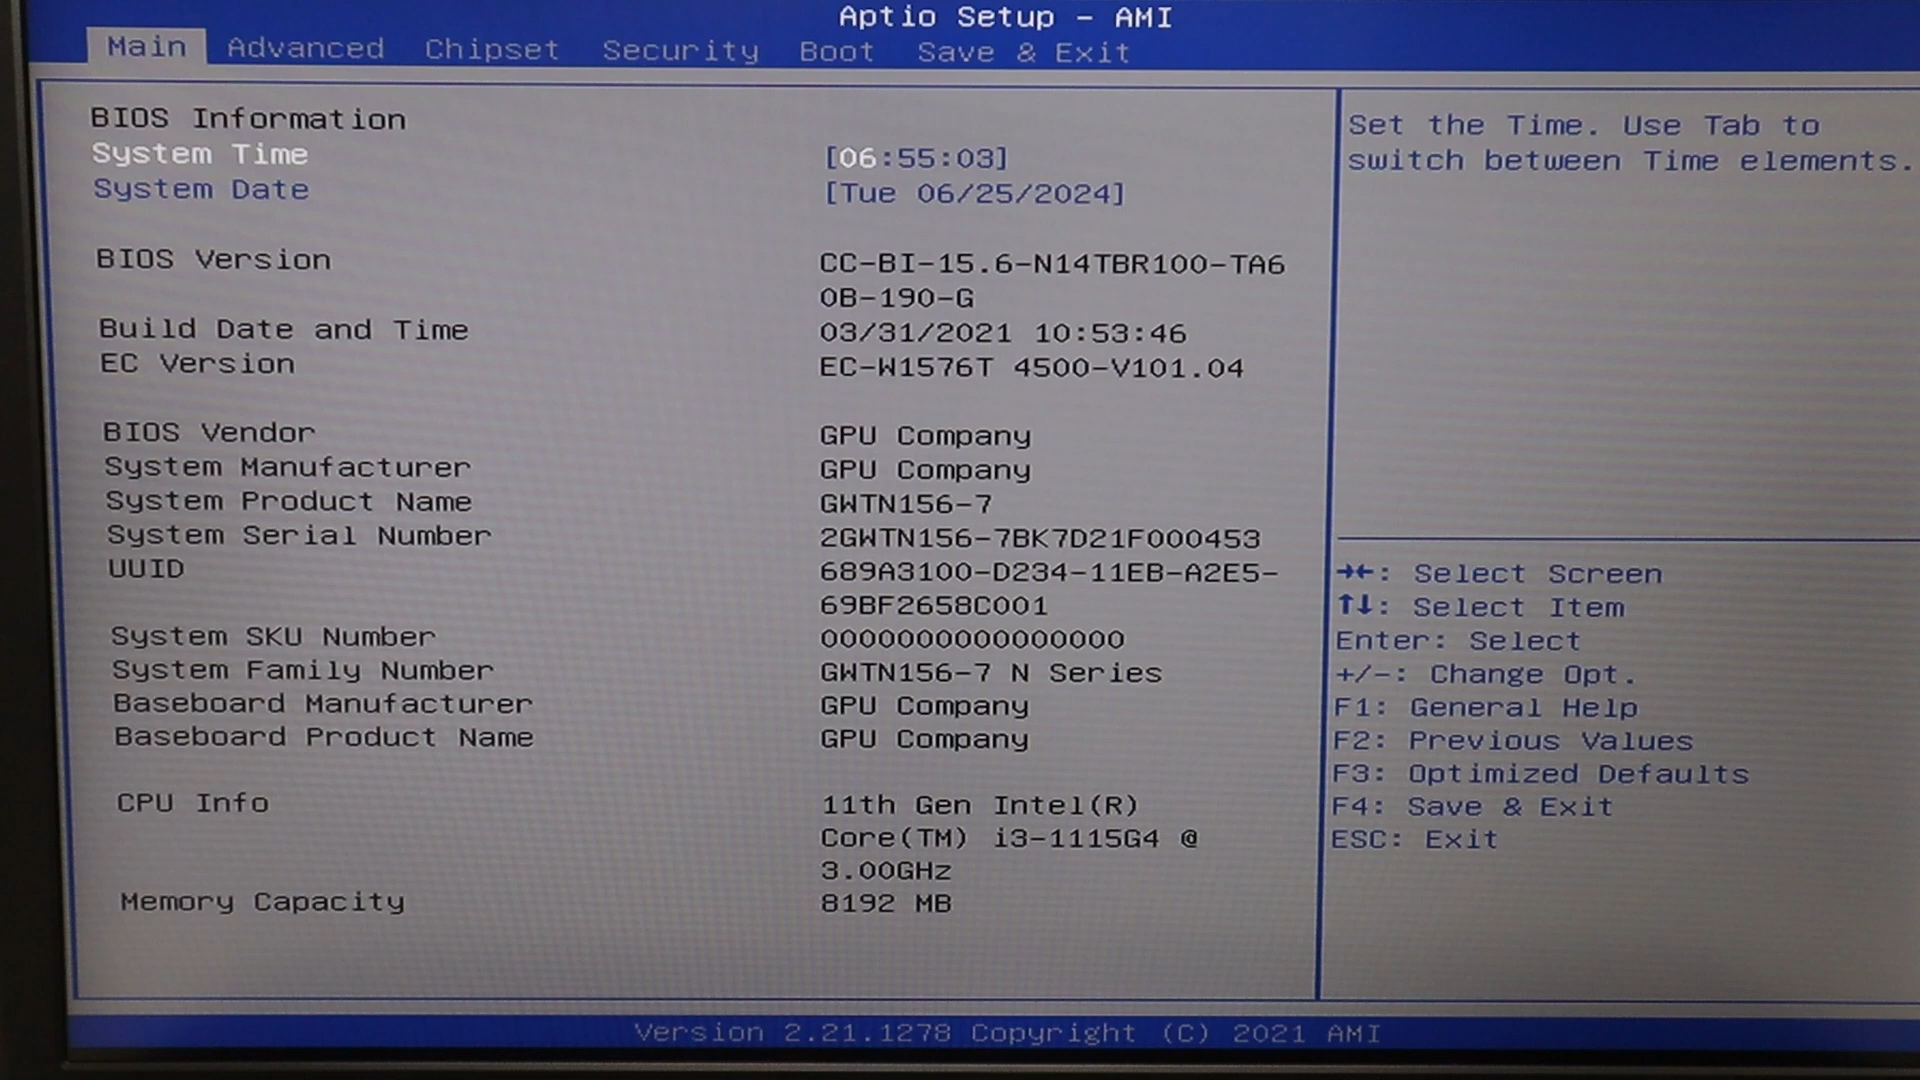 Aptio Setup - AMI
Main Advanced Chipset Security Boot Save & Exit
BIOS Information
System Time [06:55:03]
System Date [Tue 06/25/2024]
BIOS Version CC-BI-15.6-N14TBR100-TA6
0B-190-G
Build Date and Time 03/31/2021 10:53:46
EC Version EC-W1576T 4500-V101.04
BIOS Vendor GPU Company
System Manufacturer GPU Company
System Product Name GWTN156-7
System Serial Number 2GWTN156-7BK7D21F000453
UUID 689A3100-D234-11EB-A2E5-
69BF2658C001
System SKU Number 0000000000000000
System Family Number GWTN156-7 N Series
Baseboard Manufacturer GPU Company
Baseboard Product Name GPU Company
CPU Info 11th Gen Intel(R)
Core(TM) i3-1115G4 @
3.00GHz
Memory Capacity 8192 MB
Set the Time. Use Tab to
switch between Time elements.
→←: Select Screen
↑↓: Select Item
Enter: Select
+/-: Change Opt.
F1: General Help
F2: Previous Values
F3: Optimized Defaults
F4: Save & Exit
ESC: Exit
Version 2.21.1278 Copyright (C) 2021 AMI